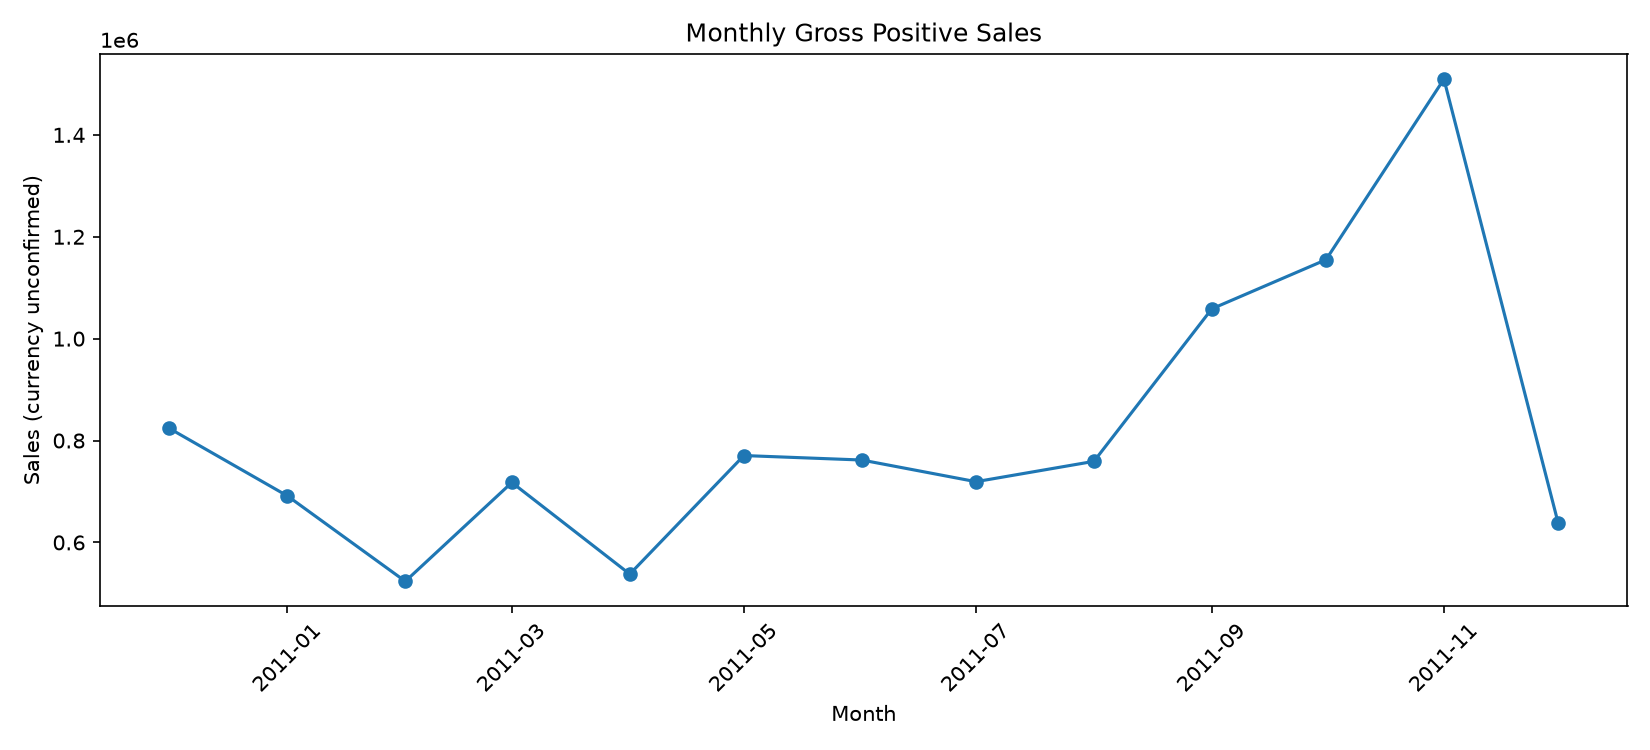 Monthly Gross Positive Sales
1e6
1.4
1.2
1.0
0.8
0.6
Sales (currency unconfirmed)
2011-01
2011-03
2011-05
2011-07
2011-09
2011-11
Month